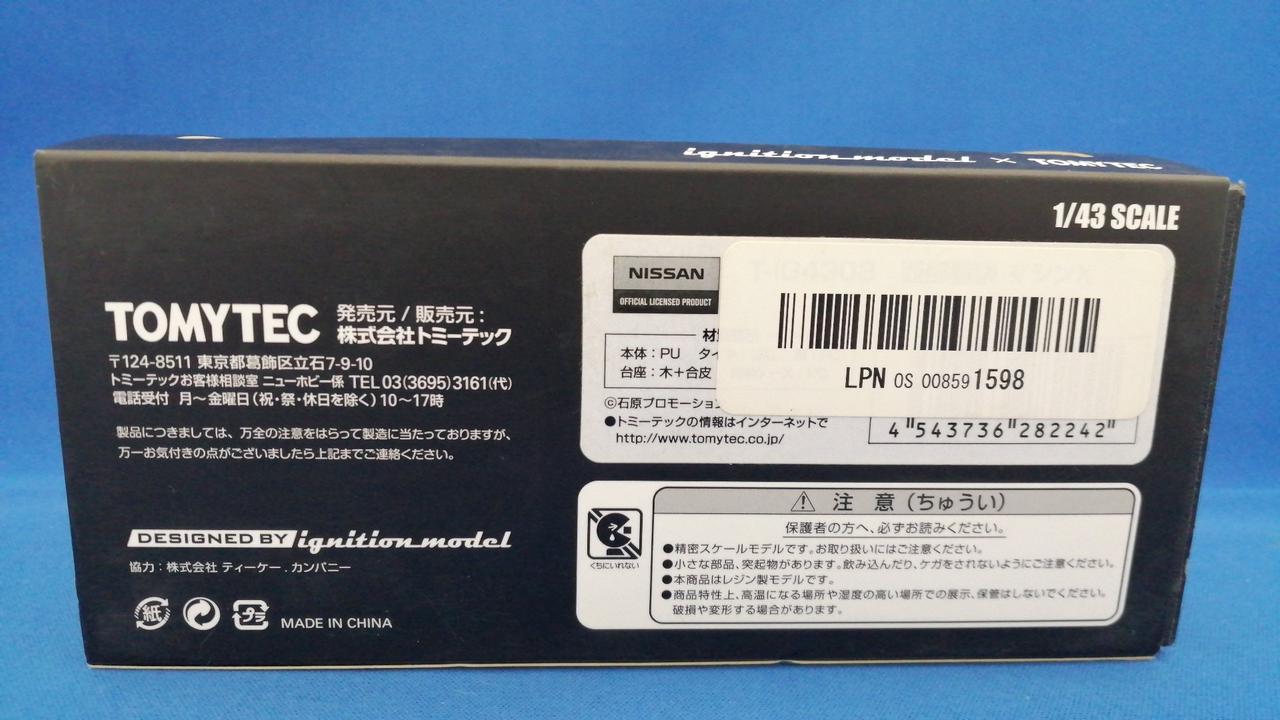 ignition model × TOMYTEC
1/43 SCALE
TOMYTEC 発売元 / 販売元 :
株式会社トミーテック
〒124-8511 東京都葛飾区立石7-9-10
トミーテックお客様相談室 ニューホビー係 TEL 03(3695)3161(代)
電話受付 月〜金曜日(祝・祭・休日を除く)10〜17時
製品につきましては、万全の注意をはらって製造に当たっておりますが、
万一お気付きの点がございましたら上記までご連絡ください。
DESIGNED BY ignition model
協力 : 株式会社 ティーケー . カンパニー
紙
プラ
MADE IN CHINA
NISSAN
OFFICIAL LICENSED PRODUCT
T-IG4303
本体 : PU タイ
台座 : 木+合皮
©石原プロモーション
●トミーテックの情報はインターネットで
http://www.tomytec.co.jp/
LPN OS 008591598
4"543736"282242"
⚠ 注 意 (ちゅうい)
保護者の方へ、必ずお読みください。
くちにいれない
●精密スケールモデルです。お取り扱いにはご注意ください。
●小さな部品、突起物があります。飲み込んだり、ケガをされないようにご注意ください。
●本商品はレジン製モデルです。
●商品特性上、高温になる場所や湿度の高い場所での展示、保管はしないでください。
破損や変形する場合があります。